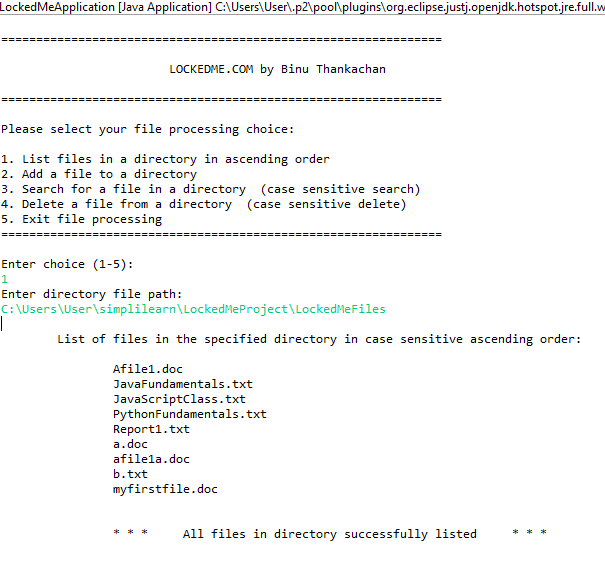 LockedMeApplication [Java Application] C:\Users\User\.p2\pool\plugins\org.eclipse.justj.openjdk.hotspot.jre.full.w
===============================================================
LOCKEDME.COM by Binu Thankachan
===============================================================
Please select your file processing choice:
1. List files in a directory in ascending order
2. Add a file to a directory
3. Search for a file in a directory  (case sensitive search)
4. Delete a file from a directory  (case sensitive delete)
5. Exit file processing
===============================================================
Enter choice (1-5):
1
Enter directory file path:
C:\Users\User\simplilearn\LockedMeProject\LockedMeFiles
List of files in the specified directory in case sensitive ascending order:
Afile1.doc
JavaFundamentals.txt
JavaScriptClass.txt
PythonFundamentals.txt
Report1.txt
a.doc
afile1a.doc
b.txt
myfirstfile.doc
* * *     All files in directory successfully listed     * * *